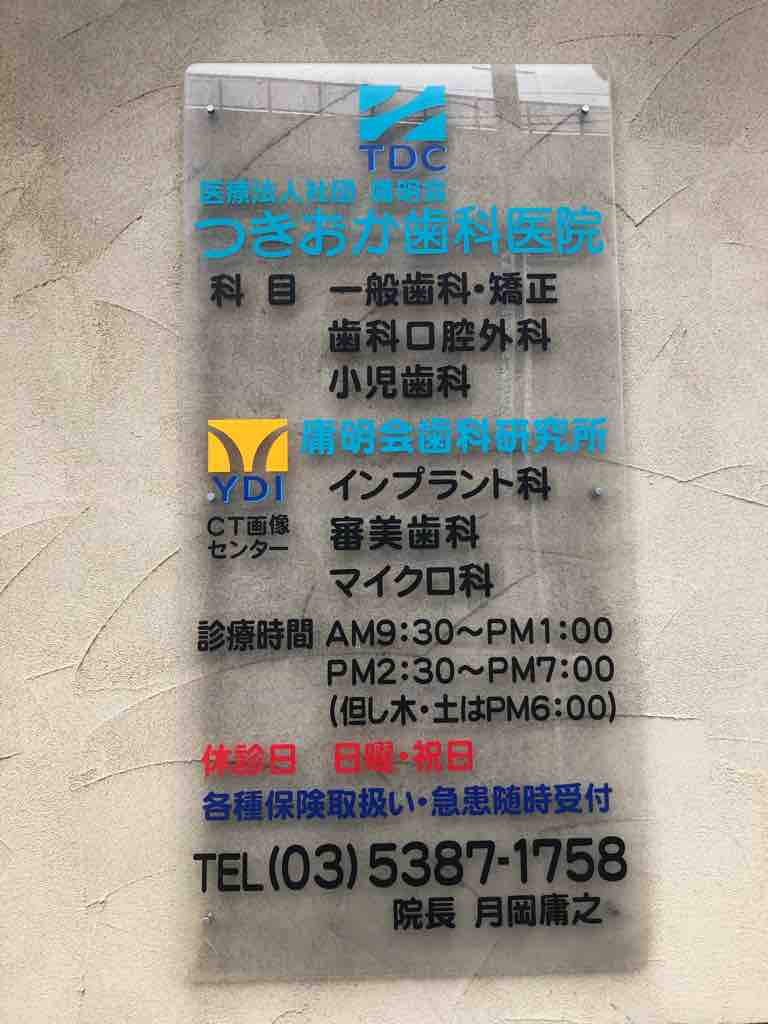 TDC
医療法人社団 庸明会
つきおか歯科医院
科目 一般歯科・矯正
歯科口腔外科
小児歯科
YDI
CT画像
センター
庸明会歯科研究所
インプラント科
審美歯科
マイクロ科
診療時間 AM9:30〜PM1:00
PM2:30〜PM7:00
(但し木・土はPM6:00)
休診日 日曜・祝日
各種保険取扱い・急患随時受付
TEL(03)5387-1758
院長 月岡庸之